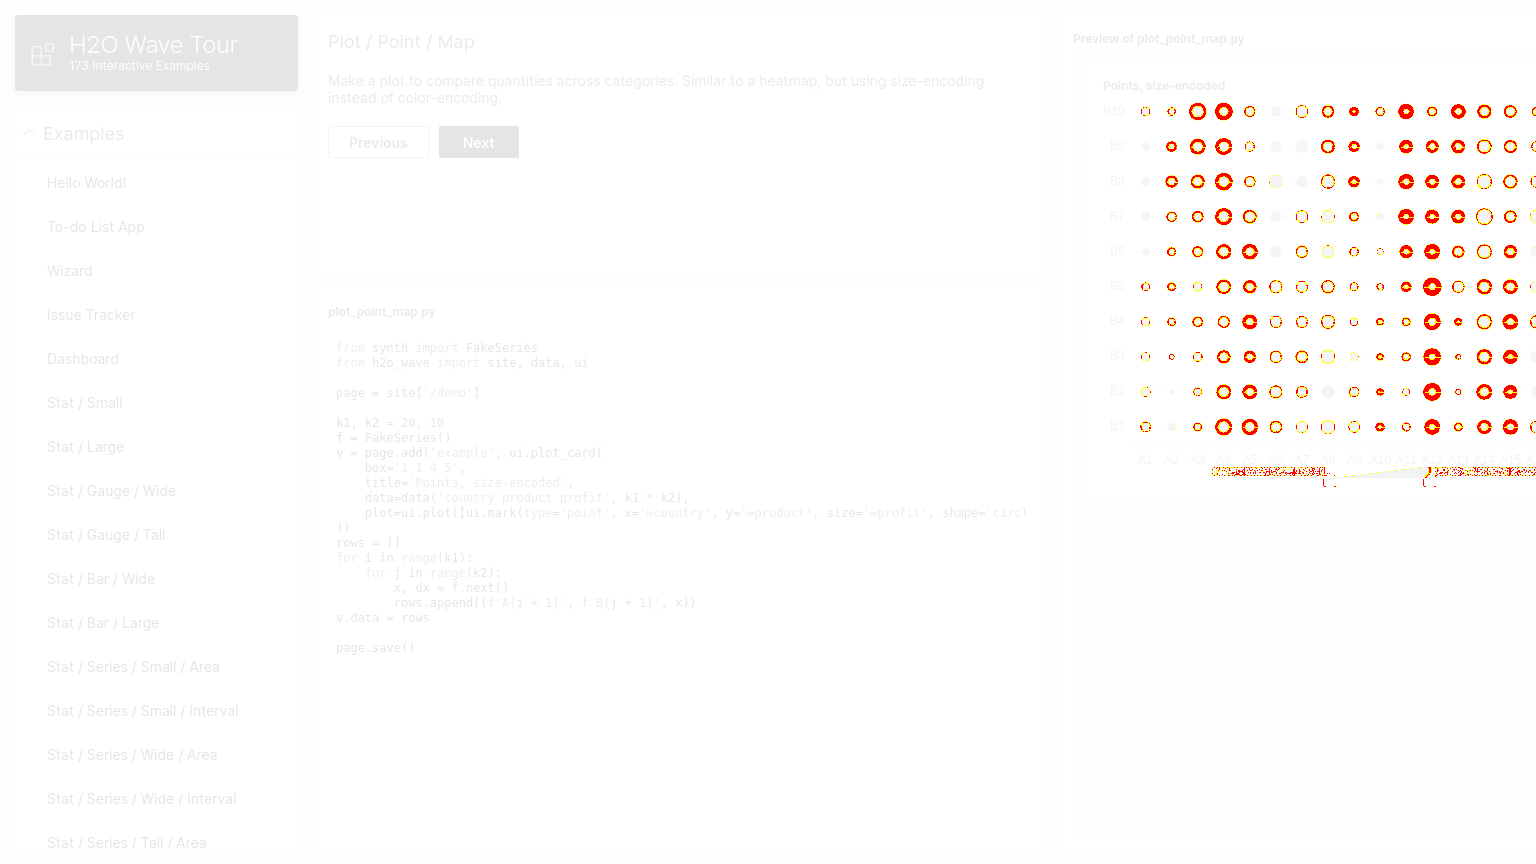 H2O Wave Tour
173 Interactive Examples
Examples
Hello World!
To-do List App
Wizard
Issue Tracker
Dashboard
Stat / Small
Stat / Large
Stat / Gauge / Wide
Stat / Gauge / Tall
Stat / Bar / Wide
Stat / Bar / Large
Stat / Series / Small / Area
Stat / Series / Small / Interval
Stat / Series / Wide / Area
Stat / Series / Wide / Interval
Stat / Series / Tall / Area
Plot / Point / Map
Make a plot to compare quantities across categories. Similar to a heatmap, but using size-encoding
instead of color-encoding.
Previous Next
plot_point_map.py
from synth import FakeSeries
from h2o_wave import site, data, ui
page = site['/demo']
k1, k2 = 20, 10
f = FakeSeries()
v = page.add('example', ui.plot_card(
    box='1 1 4 5',
    title='Points, size-encoded',
    data=data('country product profit', k1 * k2),
    plot=ui.plot([ui.mark(type='point', x='=country', y='=product', size='=profit', shape='circl
))
rows = []
for i in range(k1):
    for j in range(k2):
        x, dx = f.next()
        rows.append((f'A{i + 1}', f'B{j + 1}', x))
v.data = rows
page.save()
Preview of plot_point_map.py
Points, size-encoded
B10
B9
B8
B7
B6
B5
B4
B3
B2
B1
A1 A2 A3 A4 A5 A6 A7 A8 A9 A10 A11 A12 A13 A14 A15